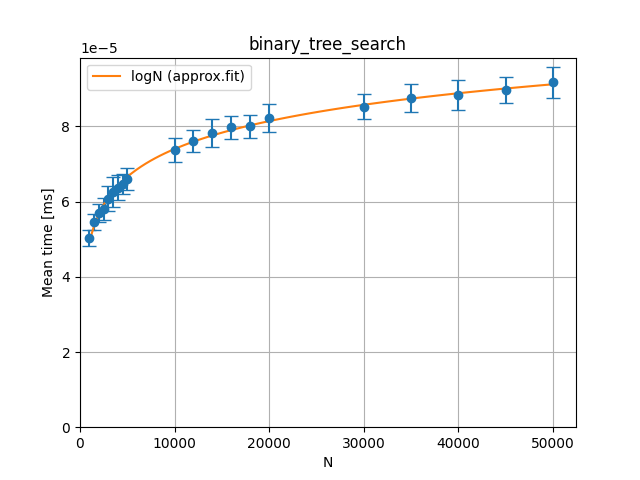 binary_tree_search
1e−5
logN (approx.fit)
8
6
4
2
0
Mean time [ms]
0 10000 20000 30000 40000 50000
N